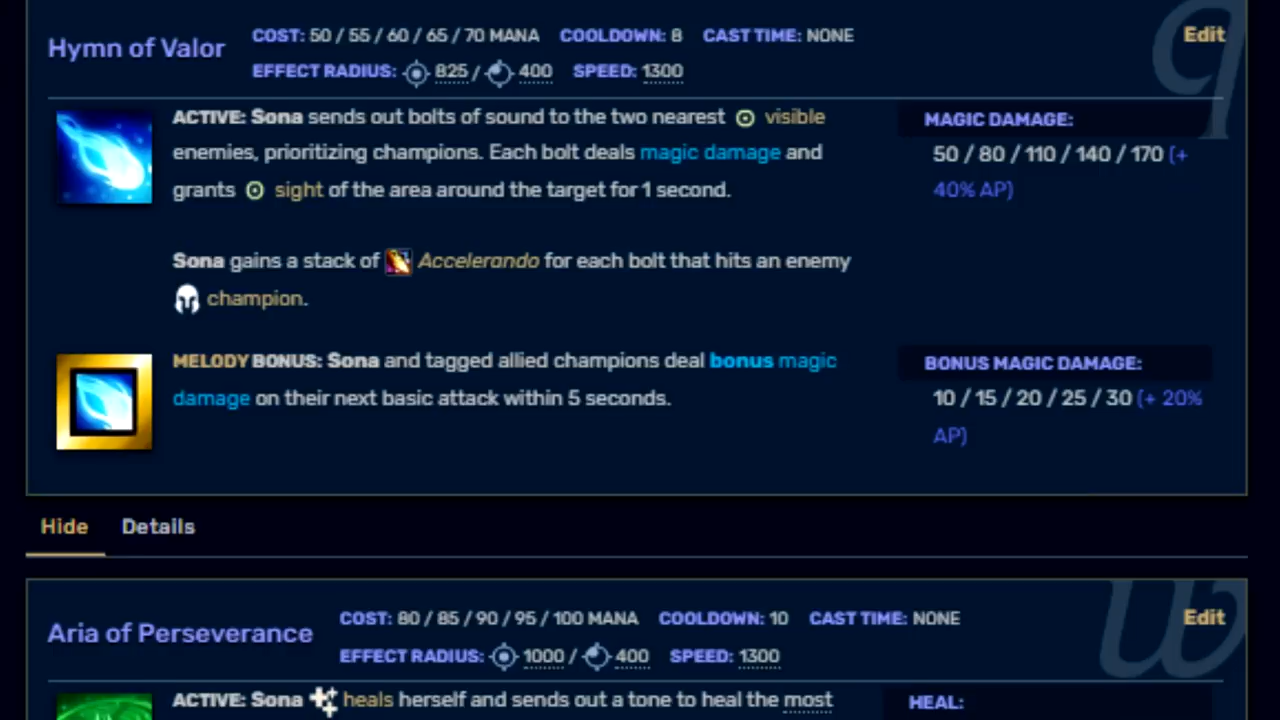 Hymn of Valor
COST: 50 / 55 / 60 / 65 / 70 MANA COOLDOWN: 8 CAST TIME: NONE
EFFECT RADIUS: 825 / 400 SPEED: 1300
Edit
q
ACTIVE: Sona sends out bolts of sound to the two nearest visible
enemies, prioritizing champions. Each bolt deals magic damage and
grants sight of the area around the target for 1 second.
Sona gains a stack of Accelerando for each bolt that hits an enemy
champion.
MAGIC DAMAGE:
50 / 80 / 110 / 140 / 170 (+
40% AP)
MELODY BONUS: Sona and tagged allied champions deal bonus magic
damage on their next basic attack within 5 seconds.
BONUS MAGIC DAMAGE:
10 / 15 / 20 / 25 / 30 (+ 20%
AP)
Hide Details
Aria of Perseverance
COST: 80 / 85 / 90 / 95 / 100 MANA COOLDOWN: 10 CAST TIME: NONE
EFFECT RADIUS: 1000 / 400 SPEED: 1300
Edit
w
ACTIVE: Sona heals herself and sends out a tone to heal the most
HEAL: